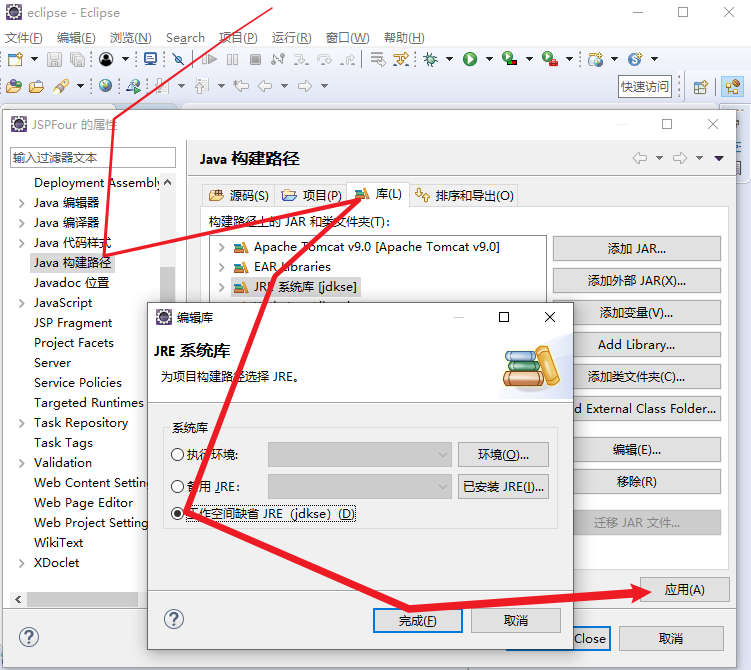 eclipse - Eclipse
文件(F) 编辑(E) 浏览(N) Search 项目(P) 运行(R) 窗口(W) 帮助(H)
快速访问
JSPFour 的属性
输入过滤器文本
Deployment Assembly
Java 编辑器
Java 编译器
Java 代码样式
Java 构建路径
Javadoc 位置
JavaScript
JSP Fragment
Project Facets
Server
Service Policies
Targeted Runtimes
Task Repository
Task Tags
Validation
Web Content Setting
Web Page Editor
Web Project Setting
WikiText
XDoclet
Java 构建路径
源码(S) 项目(P) 库(L) 排序和导出(O)
构建路径上的 JAR 和类文件夹(T):
Apache Tomcat v9.0 [Apache Tomcat v9.0]
EAR Libraries
JRE 系统库 [jdkse]
添加 JAR...
添加外部 JAR(X)...
添加变量(V)...
Add Library...
添加类文件夹(C)...
d External Class Folder...
编辑(E)...
移除(R)
迁移 JAR 文件...
应用(A)
Close
取消
编辑库
JRE 系统库
为项目构建路径选择 JRE。
系统库
执行环境: 环境(O)...
备用 JRE: 已安装 JRE(I)...
工作空间缺省 JRE（jdkse）(D)
完成(F) 取消